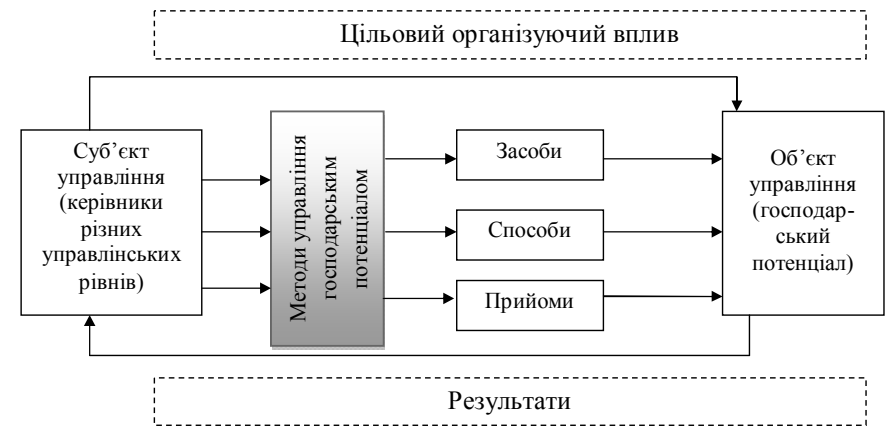 Цільовий організуючий вплив
Суб’єкт
управління
(керівники
різних
управлінських
рівнів)
Методи управління
господарським
потенціалом
Засоби
Способи
Прийоми
Об’єкт
управління
(господар-
ський
потенціал)
Результати